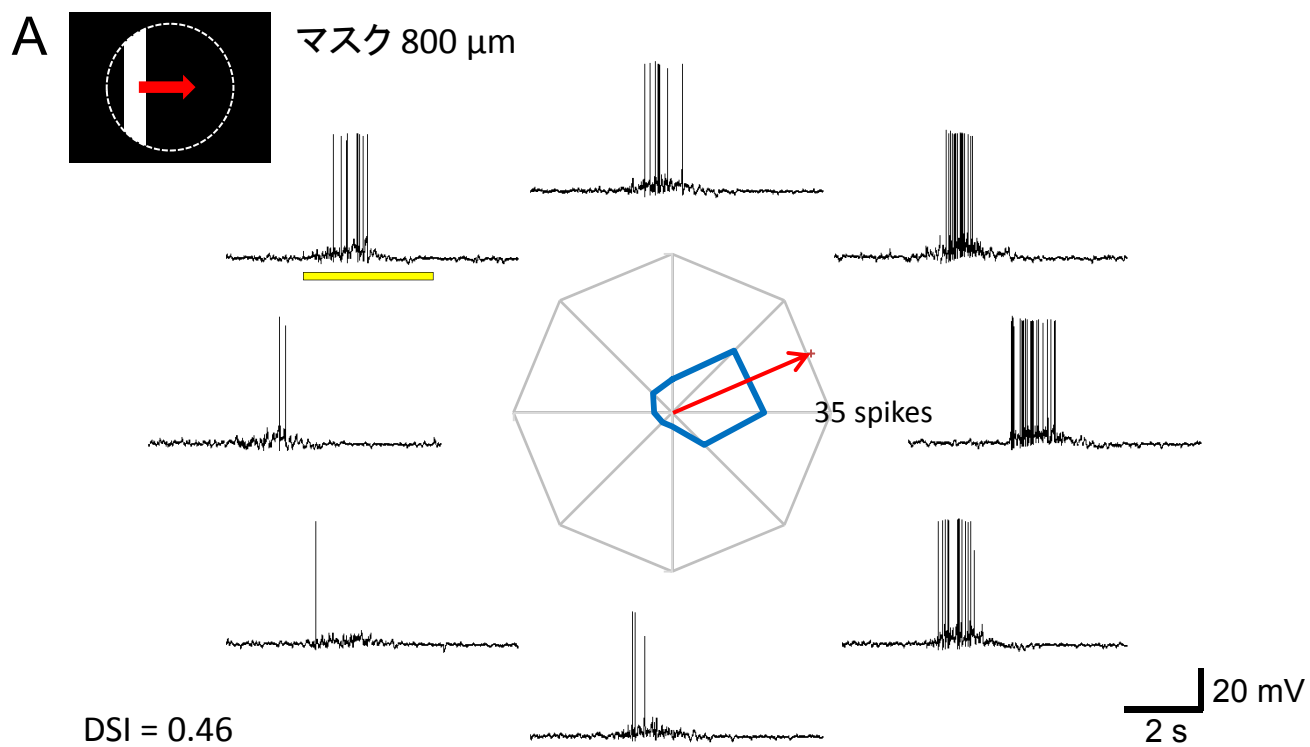 A
マスク 800 µm
35 spikes
20 mV
2 s
DSI = 0.46